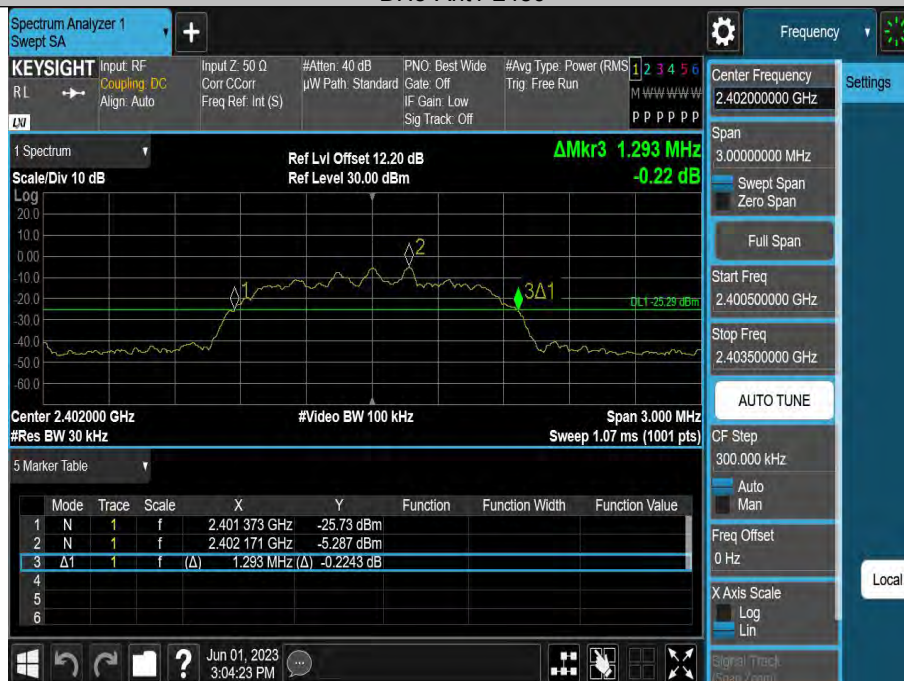 Spectrum Analyzer 1
Swept SA
+
Frequency
KEYSIGHT
RL
LXI
Input: RF
Coupling: DC
Align: Auto
Input Z: 50 Ω
Corr CCorr
Freq Ref: Int (S)
#Atten: 40 dB
µW Path: Standard
PNO: Best Wide
Gate: Off
IF Gain: Low
Sig Track: Off
#Avg Type: Power (RMS
Trig: Free Run
1 2 3 4 5 6
M W W W W W
P P P P P P
Center Frequency
2.402000000 GHz
Settings
Span
3.00000000 MHz
Swept Span
Zero Span
Full Span
Start Freq
2.400500000 GHz
Stop Freq
2.403500000 GHz
AUTO TUNE
CF Step
300.000 kHz
Auto
Man
Freq Offset
0 Hz
X Axis Scale
Log
Lin
Signal Track
(Span Zoom)
Local
1 Spectrum
Scale/Div 10 dB
Ref Lvl Offset 12.20 dB
Ref Level 30.00 dBm
ΔMkr3 1.293 MHz
-0.22 dB
Log
20.0
10.0
0.00
-10.0
-20.0
-30.0
-40.0
-50.0
-60.0
1
2
3Δ1
DL1 -25.29 dBm
Center 2.402000 GHz
#Video BW 100 kHz
Span 3.000 MHz
#Res BW 30 kHz
Sweep 1.07 ms (1001 pts)
5 Marker Table
Mode Trace Scale X Y Function Function Width Function Value
1 N 1 f 2.401 373 GHz -25.73 dBm
2 N 1 f 2.402 171 GHz -5.287 dBm
3 Δ1 1 f (Δ) 1.293 MHz (Δ) -0.2243 dB
4
5
6
?
Jun 01, 2023
3:04:23 PM